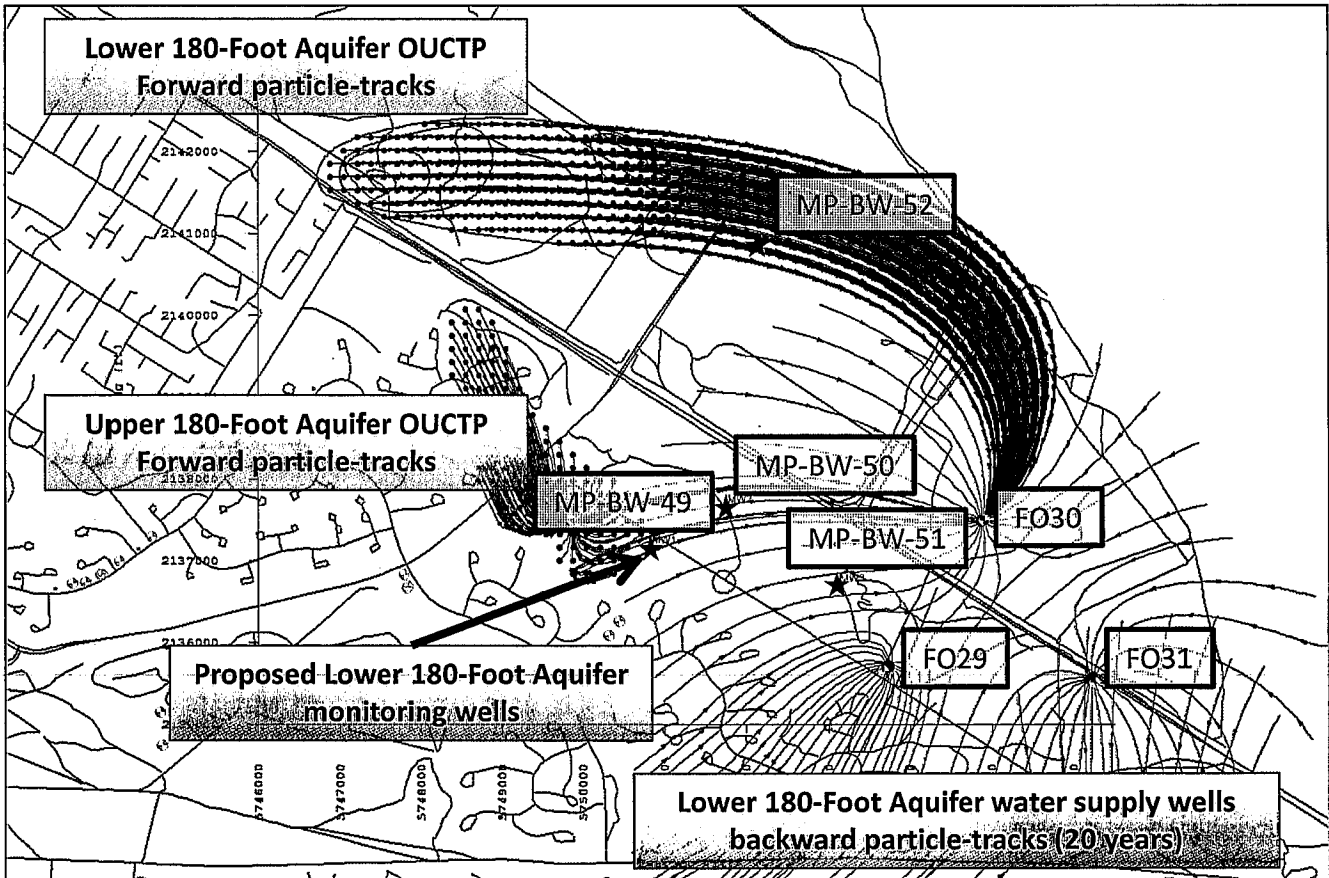 Lower 180-Foot Aquifer OUCTP
Forward particle-tracks
2142000
MP-BW-52
2141000
2140000
Upper 180-Foot Aquifer OUCTP
Forward particle-tracks
2138000
MP-BW-50
MP-BW-49
FO30
MP-BW-51
2137000
2136000
FO29
FO31
Proposed Lower 180-Foot Aquifer
monitoring wells
5746000
5747000
5748000
5749000
5750000
Lower 180-Foot Aquifer water supply wells
backward particle-tracks (20 years)